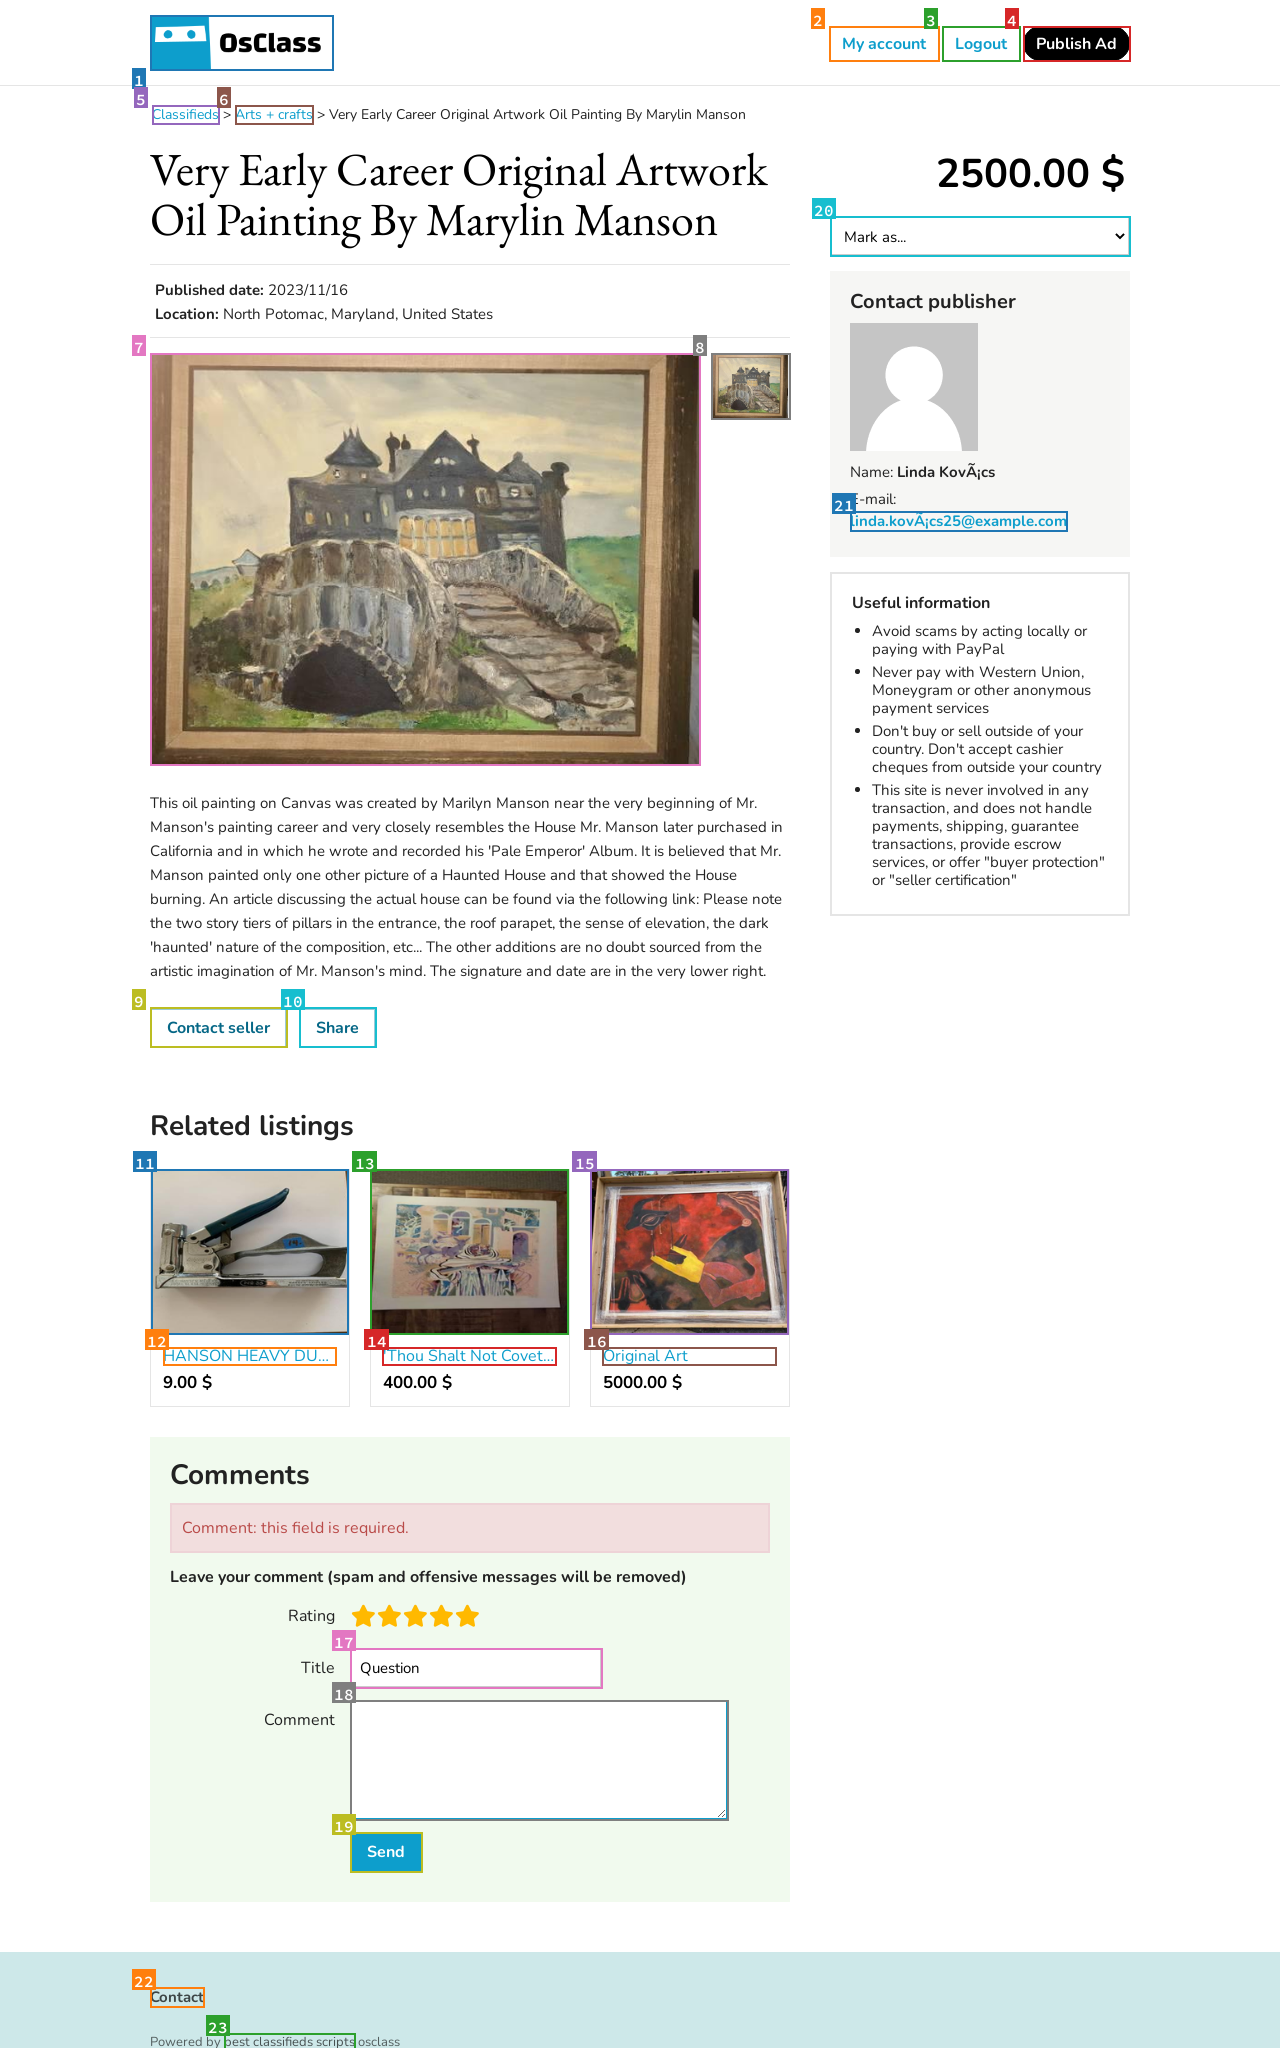 OsClass
2 3 4
My account Logout Publish Ad
1
5 6
Classifieds > Arts + crafts > Very Early Career Original Artwork Oil Painting By Marylin Manson
Very Early Career Original Artwork
Oil Painting By Marylin Manson
2500.00 $
20
Mark as...
Published date: 2023/11/16
Location: North Potomac, Maryland, United States
7 8
Contact publisher
Name: Linda KovÃ¡cs
E-mail:
21
linda.kovÃ¡cs25@example.com
Useful information
Avoid scams by acting locally or
paying with PayPal
Never pay with Western Union,
Moneygram or other anonymous
payment services
Don't buy or sell outside of your
country. Don't accept cashier
cheques from outside your country
This site is never involved in any
transaction, and does not handle
payments, shipping, guarantee
transactions, provide escrow
services, or offer "buyer protection"
or "seller certification"
This oil painting on Canvas was created by Marilyn Manson near the very beginning of Mr.
Manson's painting career and very closely resembles the House Mr. Manson later purchased in
California and in which he wrote and recorded his 'Pale Emperor' Album. It is believed that Mr.
Manson painted only one other picture of a Haunted House and that showed the House
burning. An article discussing the actual house can be found via the following link: Please note
the two story tiers of pillars in the entrance, the roof parapet, the sense of elevation, the dark
'haunted' nature of the composition, etc... The other additions are no doubt sourced from the
artistic imagination of Mr. Manson's mind. The signature and date are in the very lower right.
9 10
Contact seller Share
Related listings
11 13 15
12 14 16
HANSON HEAVY DU...
9.00 $
'Thou Shalt Not Covet...
400.00 $
Original Art
5000.00 $
Comments
Comment: this field is required.
Leave your comment (spam and offensive messages will be removed)
Rating
17
Title Question
18
Comment
19
Send
22
Contact
23
Powered by best classifieds scripts osclass